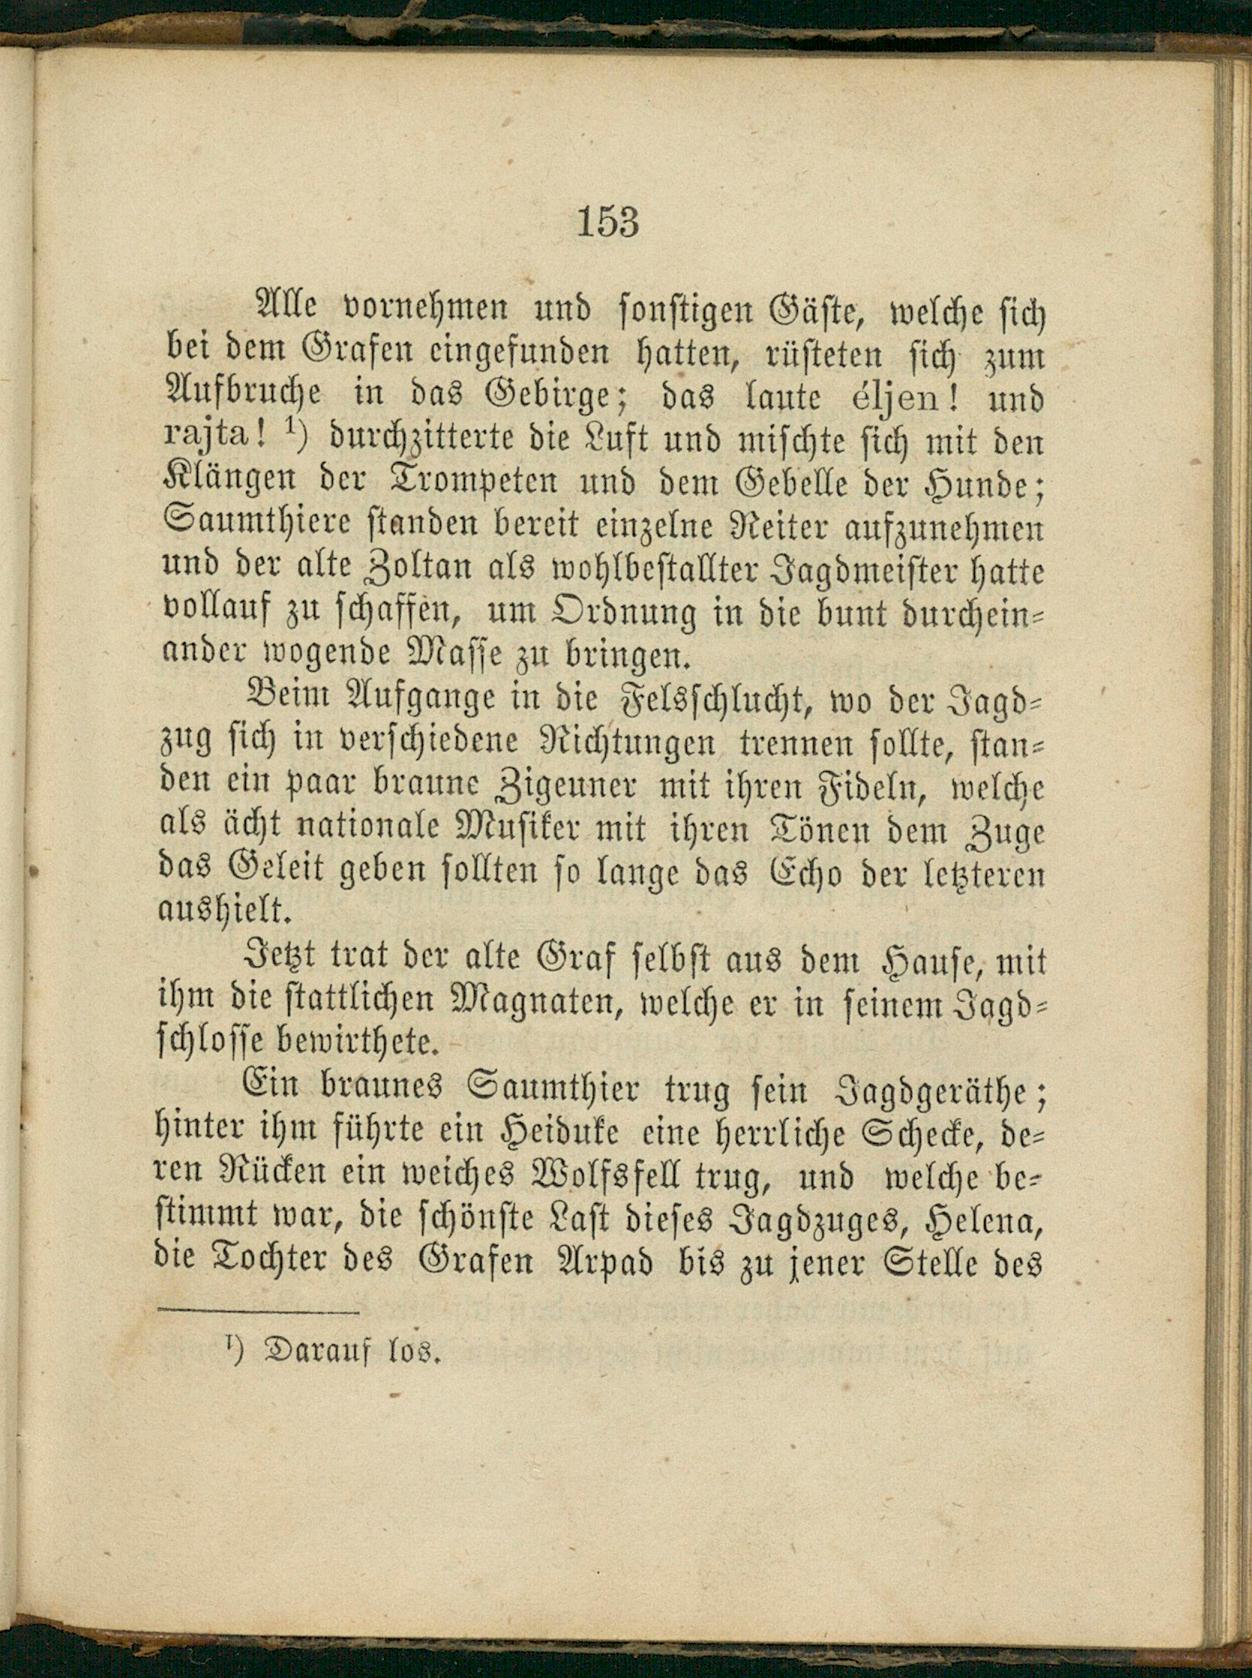 153
Alle vornehmen und sonstigen Gäste, welche sich
bei dem Grafen eingefunden hatten, rüsteten sich zum
Aufbruche in das Gebirge; das laute éljen! und
rajta! ¹) durchzitterte die Luft und mischte sich mit den
Klängen der Trompeten und dem Gebelle der Hunde;
Saumthiere standen bereit einzelne Reiter aufzunehmen
und der alte Zoltan als wohlbestallter Jagdmeister hatte
vollauf zu schaffen, um Ordnung in die bunt durchein-
ander wogende Masse zu bringen.
Beim Aufgange in die Felsschlucht, wo der Jagd-
zug sich in verschiedene Richtungen trennen sollte, stan-
den ein paar braune Zigeuner mit ihren Fideln, welche
als ächt nationale Musiker mit ihren Tönen dem Zuge
das Geleit geben sollten so lange das Echo der letzteren
aushielt.
Jetzt trat der alte Graf selbst aus dem Hause, mit
ihm die stattlichen Magnaten, welche er in seinem Jagd-
schlosse bewirthete.
Ein braunes Saumthier trug sein Jagdgeräthe;
hinter ihm führte ein Heiduke eine herrliche Schecke, de-
ren Rücken ein weiches Wolfsfell trug, und welche be-
stimmt war, die schönste Last dieses Jagdzuges, Helena,
die Tochter des Grafen Arpad bis zu jener Stelle des
¹) Darauf los.